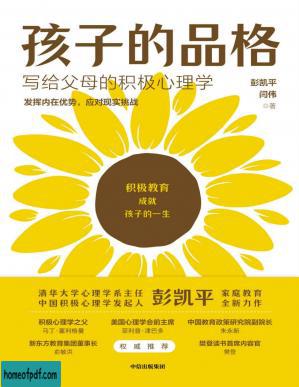 孩子的品格
写给父母的积极心理学
发挥内在优势，应对现实挑战
彭凯平
闫伟
著
积极教育
成就
孩子的一生
清华大学心理学系主任
中国积极心理学发起人
彭凯平
家庭教育
全新力作
积极心理学之父
马丁·塞利格曼
美国心理学会前主席
菲利普·津巴多
中国教育政策研究院副院长
朱永新
新东方教育集团董事长
俞敏洪
权威推荐
樊登读书首席内容官
樊登
中信出版集团
homeofpdf.com